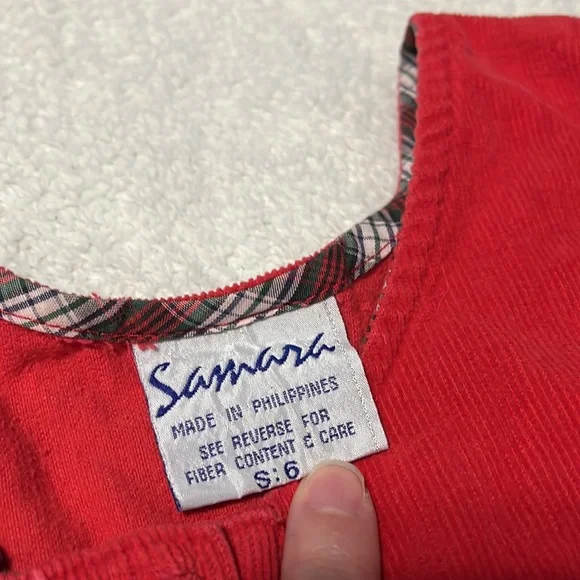 Samara
MADE IN PHILIPPINES
SEE REVERSE FOR
FIBER CONTENT & CARE
S:6